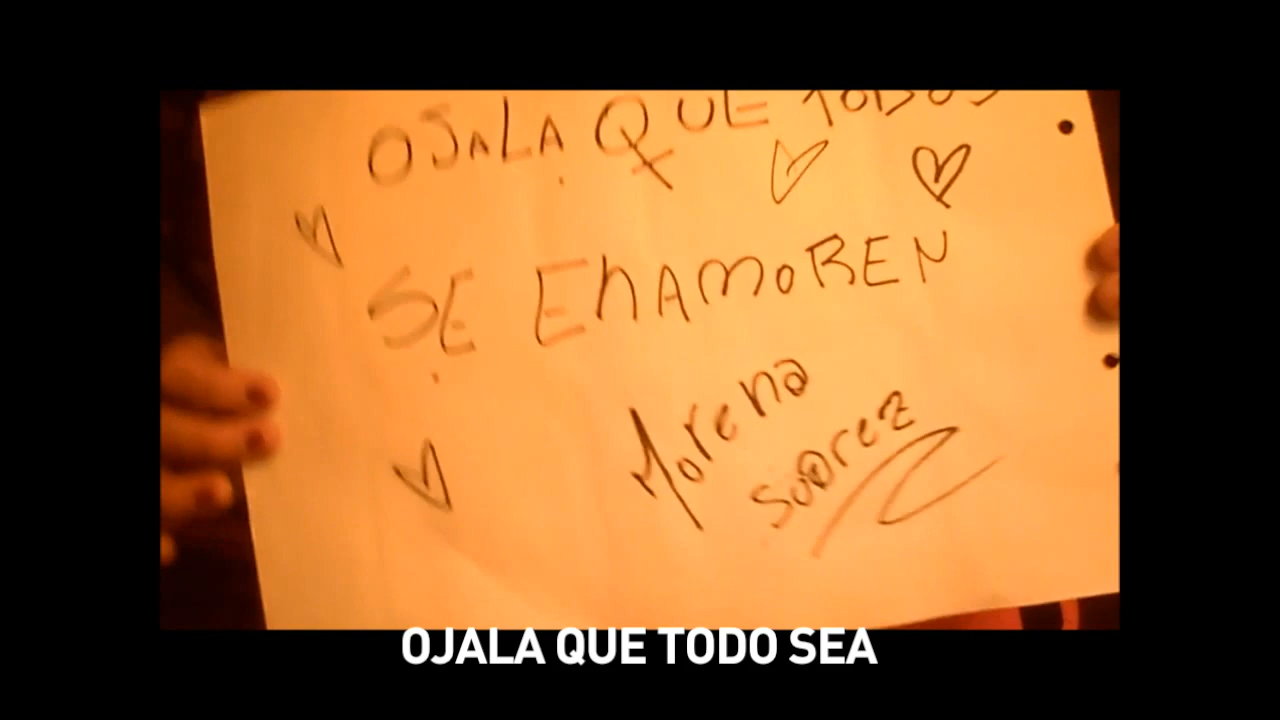 OJALA QUE TODOS
SE ENAMOREN
Morena
Suarez
OJALA QUE TODO SEA